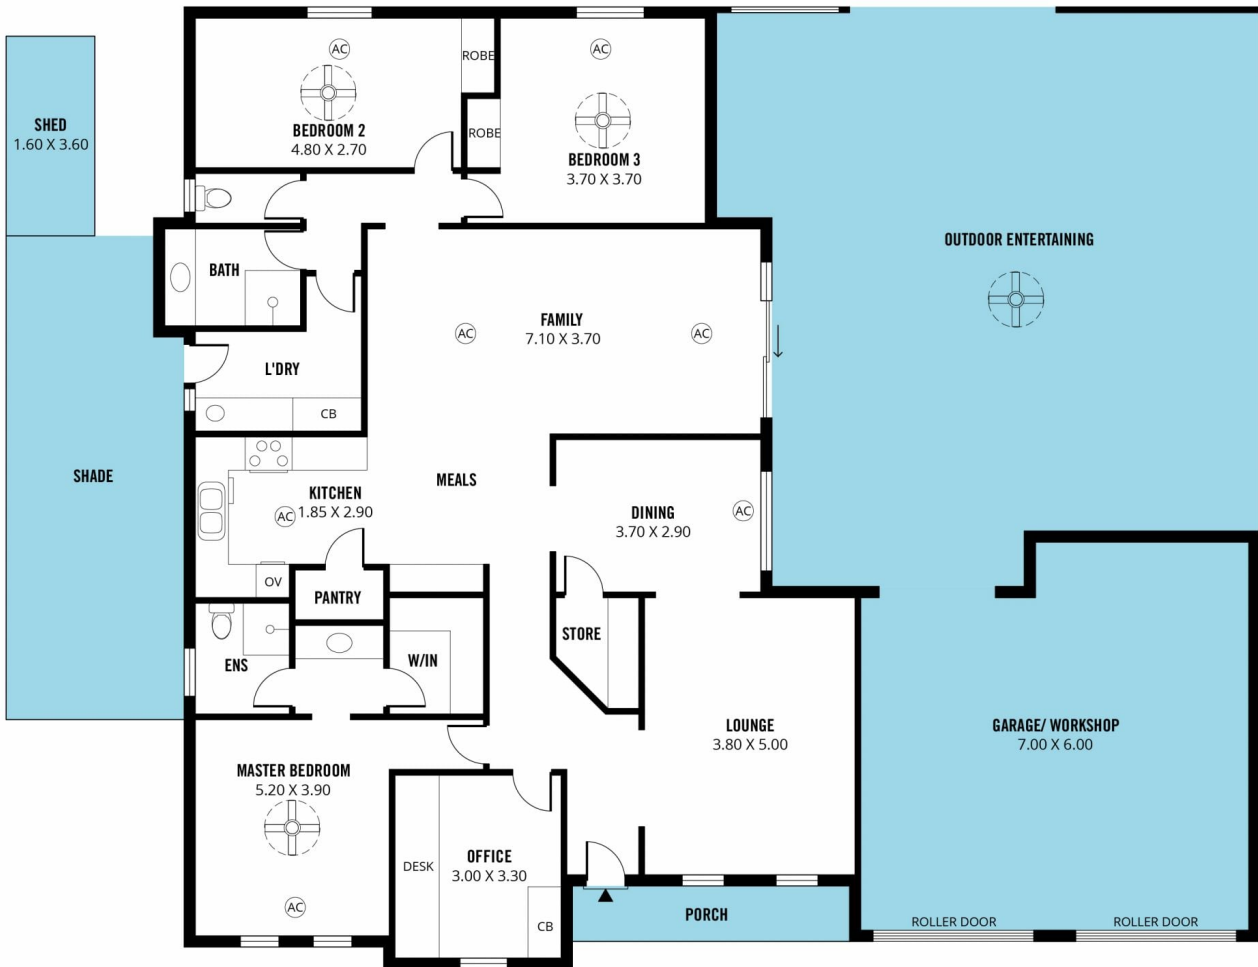 AC
ROBE
AC
SHED
1.60 X 3.60
BEDROOM 2
4.80 X 2.70
ROBE
BEDROOM 3
3.70 X 3.70
OUTDOOR ENTERTAINING
BATH
FAMILY
7.10 X 3.70
AC
AC
L'DRY
CB
SHADE
MEALS
KITCHEN
1.85 X 2.90
AC
DINING
3.70 X 2.90
AC
OV
PANTRY
STORE
ENS
W/IN
LOUNGE
3.80 X 5.00
GARAGE/ WORKSHOP
7.00 X 6.00
MASTER BEDROOM
5.20 X 3.90
OFFICE
3.00 X 3.30
DESK
AC
CB
PORCH
ROLLER DOOR
ROLLER DOOR